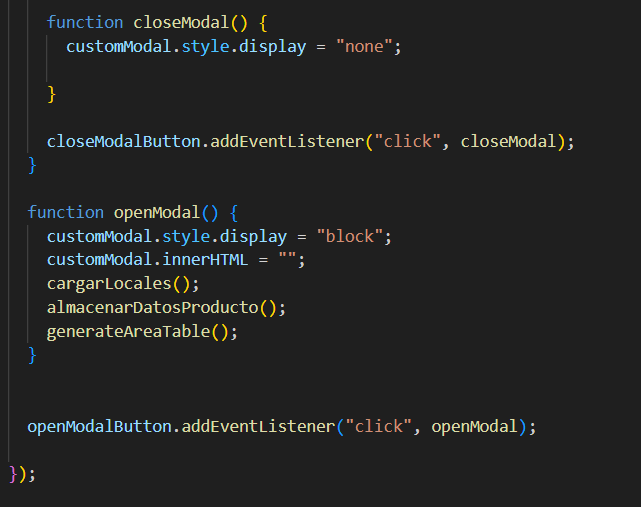 function closeModal() {
customModal.style.display = "none";
}
closeModalButton.addEventListener("click", closeModal);
}
function openModal() {
customModal.style.display = "block";
customModal.innerHTML = "";
cargarLocales();
almacenarDatosProducto();
generateAreaTable();
}
openModalButton.addEventListener("click", openModal);
});